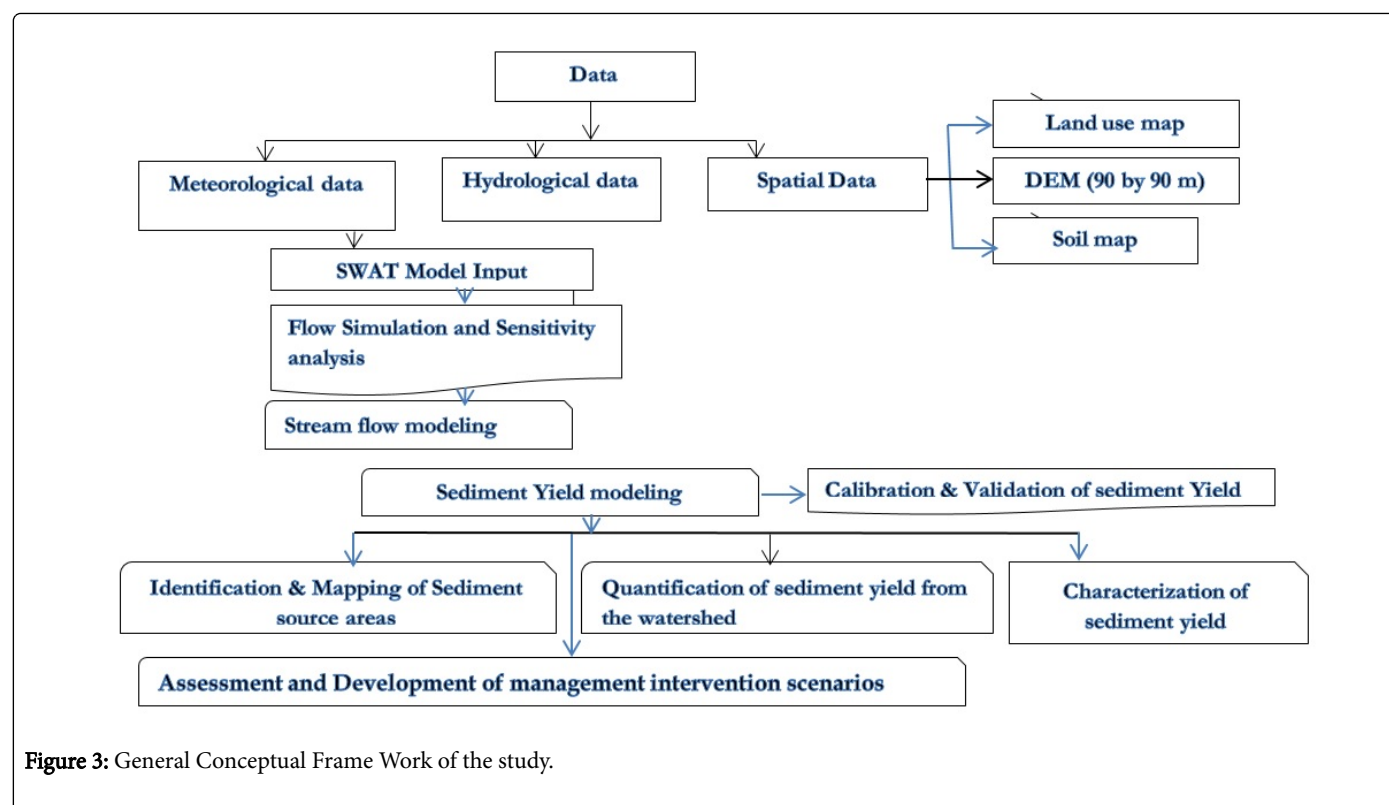 Data
Land use map
Meteorological data
Hydrological data
Spatial Data
DEM (90 by 90 m)
Soil map
SWAT Model Input
Flow Simulation and Sensitivity
analysis
Stream flow modeling
Sediment Yield modeling
Calibration & Validation of sediment Yield
Identification & Mapping of Sediment
source areas
Quantification of sediment yield from
the watershed
Characterization of
sediment yield
Assessment and Development of management intervention scenarios
Figure 3: General Conceptual Frame Work of the study.